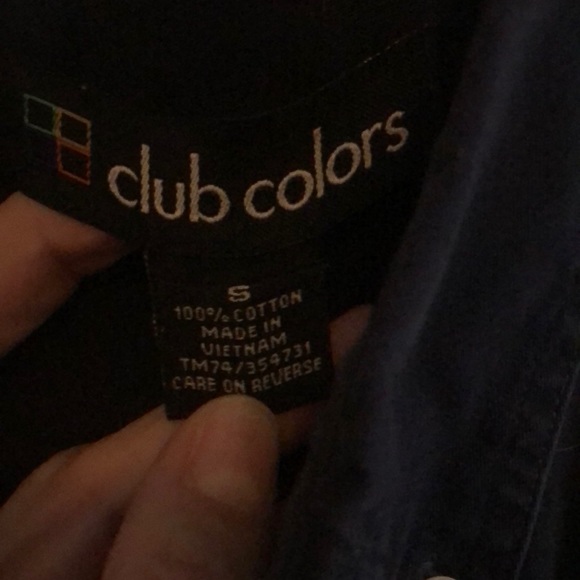 club colors
S
100% COTTON
MADE IN
VIETNAM
TM74/354731
CARE ON REVERSE